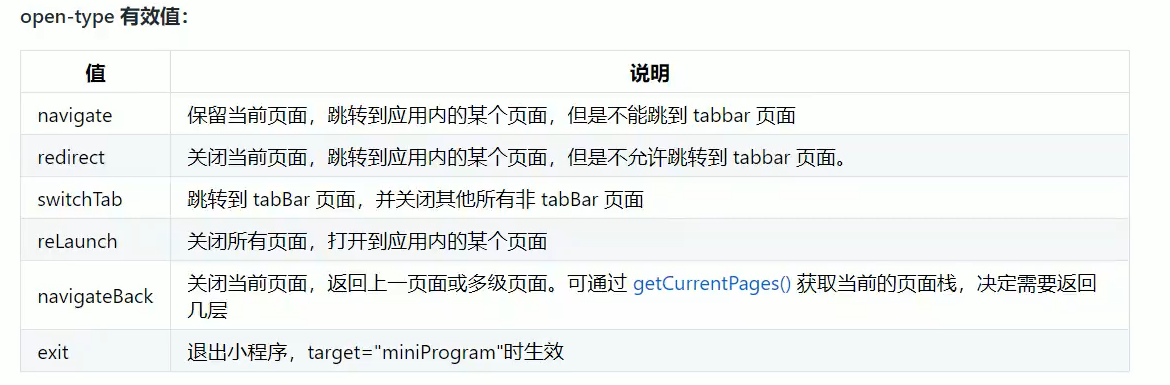 open-type 有效值：
值 说明
navigate 保留当前页面，跳转到应用内的某个页面，但是不能跳到 tabbar 页面
redirect 关闭当前页面，跳转到应用内的某个页面，但是不允许跳转到 tabbar 页面。
switchTab 跳转到 tabBar 页面，并关闭其他所有非 tabBar 页面
reLaunch 关闭所有页面，打开到应用内的某个页面
navigateBack 关闭当前页面，返回上一页面或多级页面。可通过 getCurrentPages() 获取当前的页面栈，决定需要返回
几层
exit 退出小程序，target="miniProgram"时生效